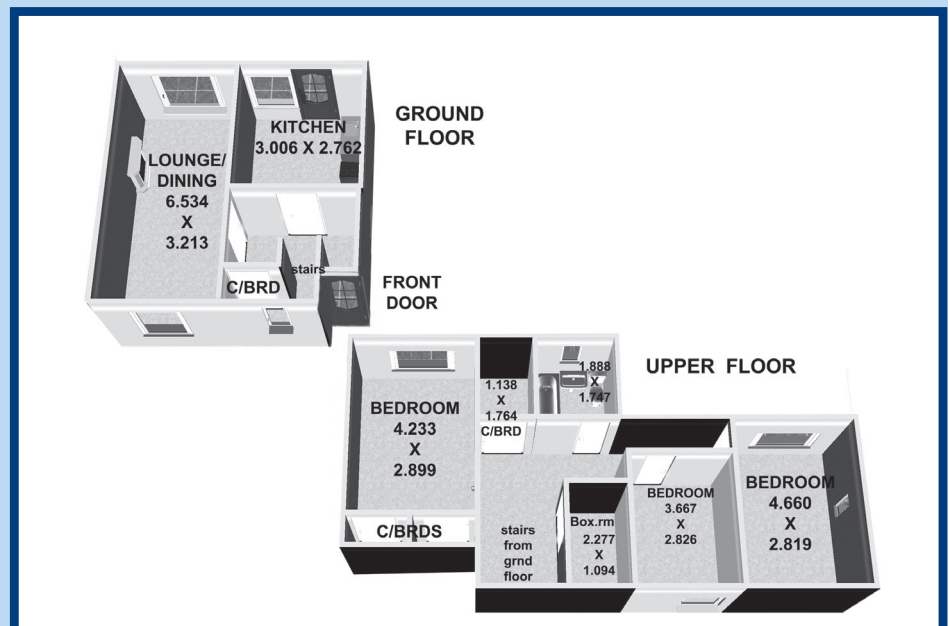 GROUND
FLOOR
KITCHEN
3.006 X 2.762
LOUNGE/
DINING
6.534
X
3.213
stairs
C/BRD
FRONT
DOOR
UPPER FLOOR
BEDROOM
4.233
X
2.899
C/BRDS
1.138
X
1.764
C/BRD
1.888
X
1.747
stairs
from
grnd
floor
Box.rm
2.277
X
1.094
BEDROOM
3.667
X
2.826
BEDROOM
4.660
X
2.819